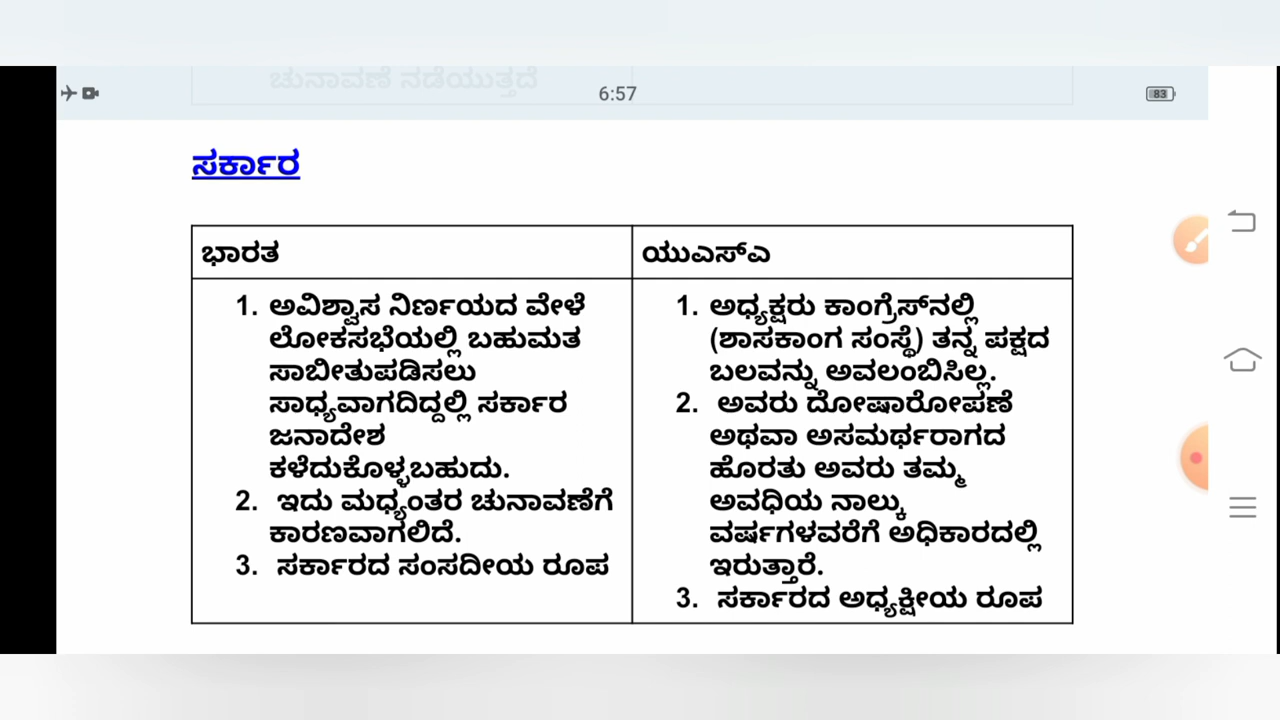 ಚುನಾವಣೆ ನಡೆಯುತ್ತದೆ
6:57
83
ಸರ್ಕಾರ
ಭಾರತ
ಯುಎಸ್ಎ
1. ಅವಿಶ್ವಾಸ ನಿರ್ಣಯದ ವೇಳೆ
ಲೋಕಸಭೆಯಲ್ಲಿ ಬಹುಮತ
ಸಾಬೀತುಪಡಿಸಲು
ಸಾಧ್ಯವಾಗದಿದ್ದಲ್ಲಿ ಸರ್ಕಾರ
ಜನಾದೇಶ
ಕಳೆದುಕೊಳ್ಳಬಹುದು.
2. ಇದು ಮಧ್ಯಂತರ ಚುನಾವಣೆಗೆ
ಕಾರಣವಾಗಲಿದೆ.
3. ಸರ್ಕಾರದ ಸಂಸದೀಯ ರೂಪ
1. ಅಧ್ಯಕ್ಷರು ಕಾಂಗ್ರೆಸ್‌ನಲ್ಲಿ
(ಶಾಸಕಾಂಗ ಸಂಸ್ಥೆ) ತನ್ನ ಪಕ್ಷದ
ಬಲವನ್ನು ಅವಲಂಬಿಸಿಲ್ಲ.
2. ಅವರು ದೋಷಾರೋಪಣೆ
ಅಥವಾ ಅಸಮರ್ಥರಾಗದ
ಹೊರತು ಅವರು ತಮ್ಮ
ಅವಧಿಯ ನಾಲ್ಕು
ವರ್ಷಗಳವರೆಗೆ ಅಧಿಕಾರದಲ್ಲಿ
ಇರುತ್ತಾರೆ.
3. ಸರ್ಕಾರದ ಅಧ್ಯಕ್ಷೀಯ ರೂಪ